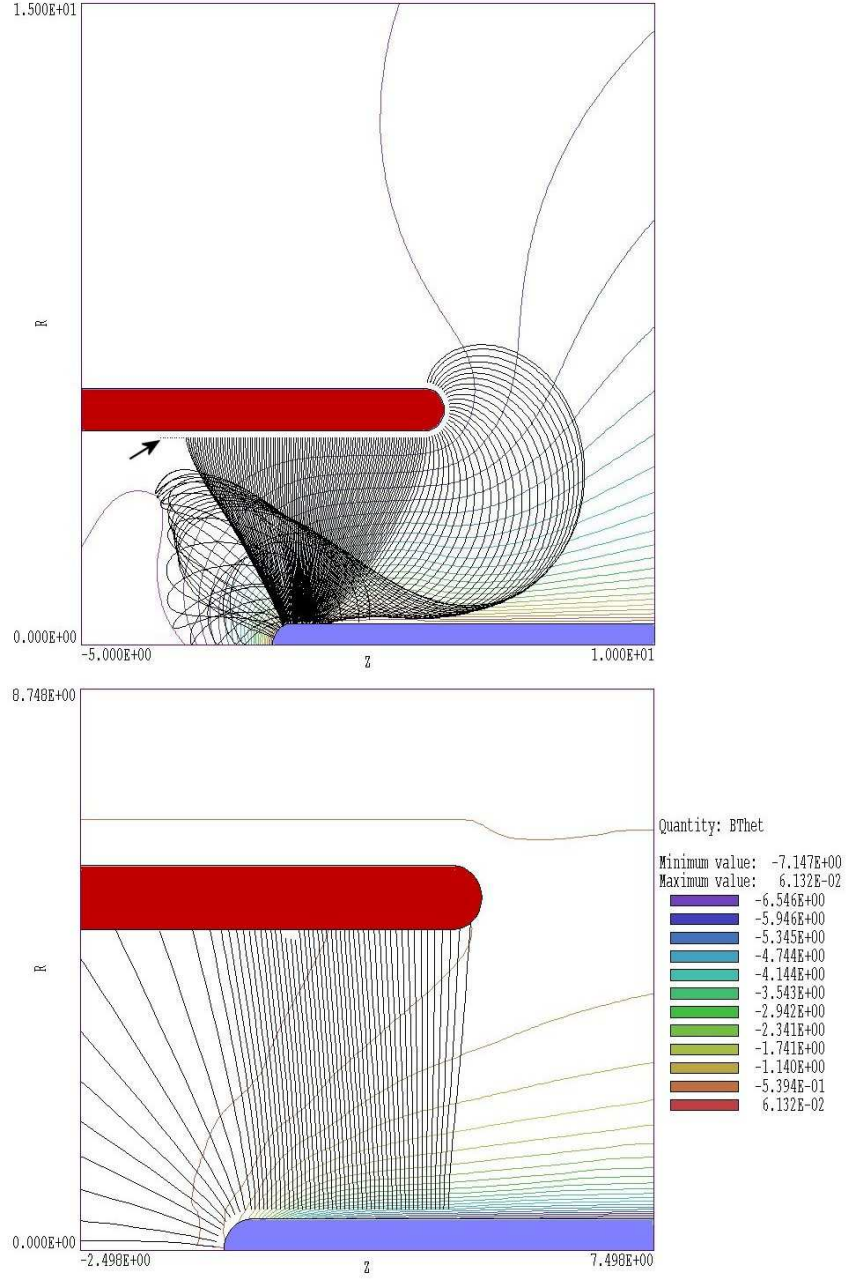 1.500E+01
R
0.000E+00
-5.000E+00
Z
1.000E+01
8.748E+00
R
0.000E+00
-2.498E+00
Z
7.498E+00
Quantity: BThet
Minimum value: -7.147E+00
Maximum value: 6.132E-02
-6.546E+00
-5.946E+00
-5.345E+00
-4.744E+00
-4.144E+00
-3.543E+00
-2.942E+00
-2.341E+00
-1.741E+00
-1.140E+00
-5.394E-01
6.132E-02